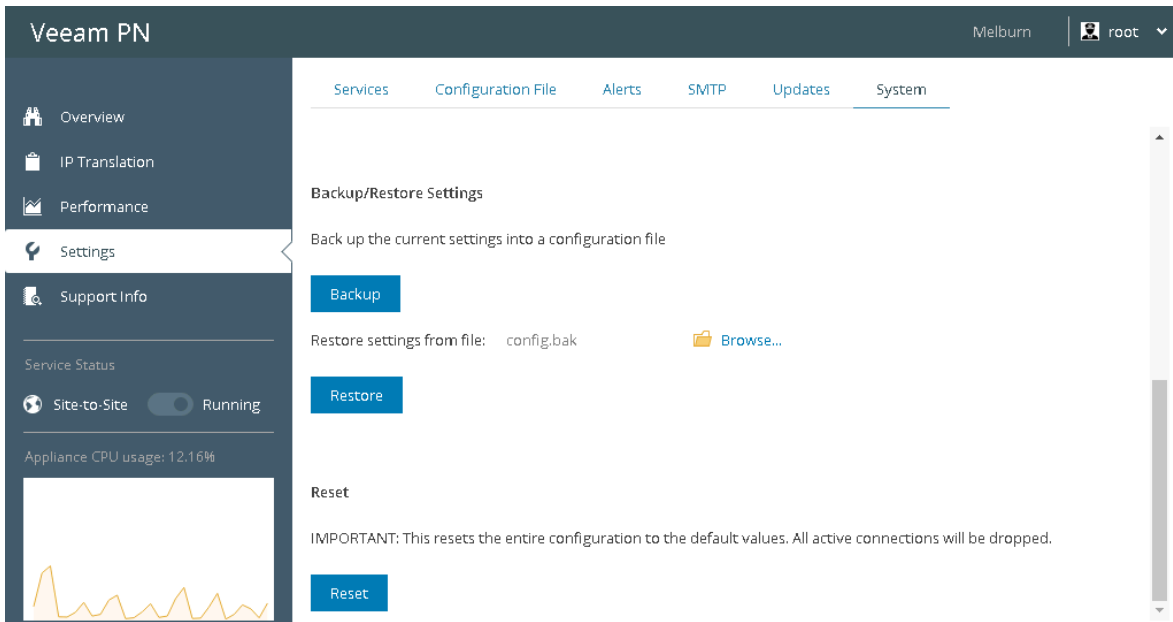 Veeam PN
Melburn
root
Services Configuration File Alerts SMTP Updates System
Overview
IP Translation
Performance
Settings
Support Info
Service Status
Site-to-Site Running
Appliance CPU usage: 12.16%
Backup/Restore Settings
Back up the current settings into a configuration file
Backup
Restore settings from file: config.bak Browse...
Restore
Reset
IMPORTANT: This resets the entire configuration to the default values. All active connections will be dropped.
Reset